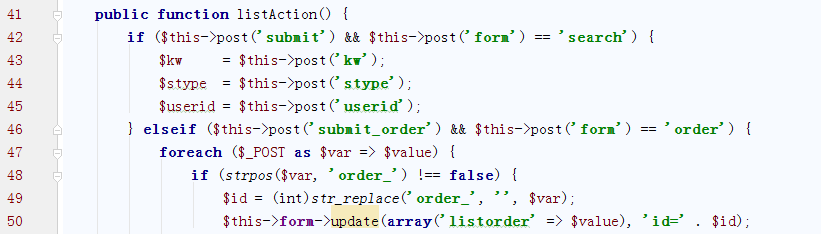 41 public function listAction() {
42 if ($this->post('submit') && $this->post('form') == 'search') {
43 $kw = $this->post('kw');
44 $stype = $this->post('stype');
45 $userid = $this->post('userid');
46 } elseif ($this->post('submit_order') && $this->post('form') == 'order') {
47 foreach ($_POST as $var => $value) {
48 if (strpos($var, 'order_') !== false) {
49 $id = (int)str_replace('order_', '', $var);
50 $this->form->update(array('listorder' => $value), 'id=' . $id);